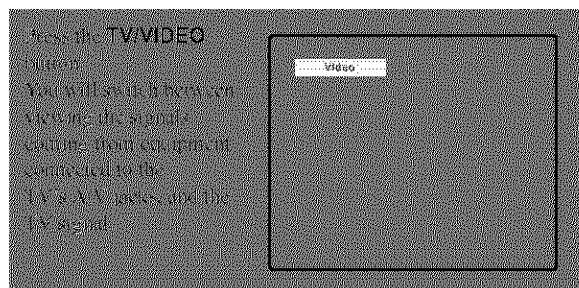 Press the TV/VIDEO
button.
You will switch between
viewing the signals
coming from equipment
connected to the
TV's A/V jacks, and the
TV signal.
Video